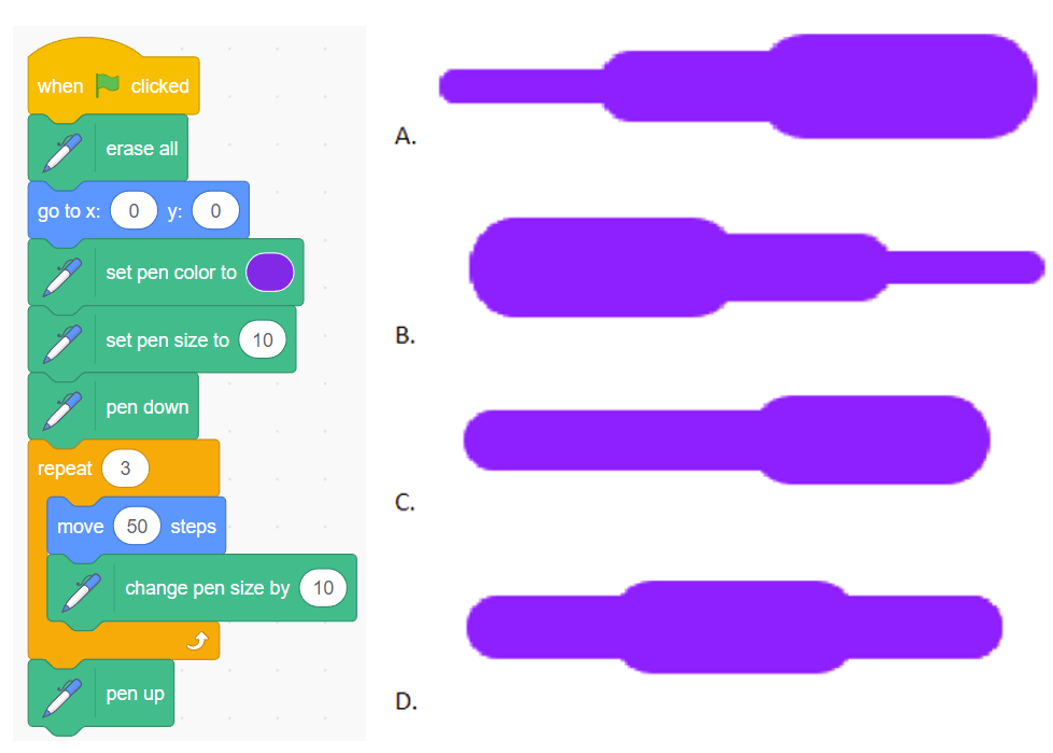 when clicked
erase all
go to x: 0 y: 0
set pen color to
set pen size to 10
pen down
repeat 3
move 50 steps
change pen size by 10
pen up
A.
B.
C.
D.